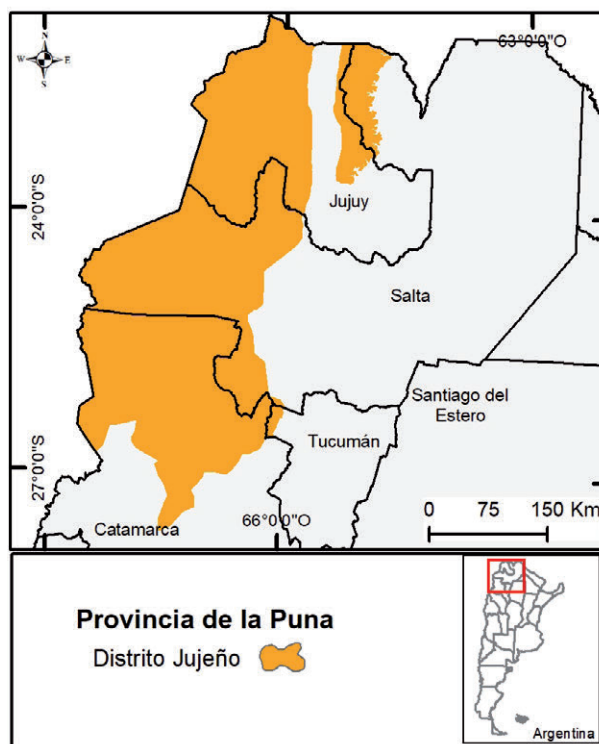 N
W E
S
63°0'0"O
24°0'0"S
Jujuy
Salta
Santiago del
Estero
Tucumán
27°0'0"S
Catamarca
66°0'0"O
0 75 150 Km
Provincia de la Puna
Distrito Jujeño
Argentina